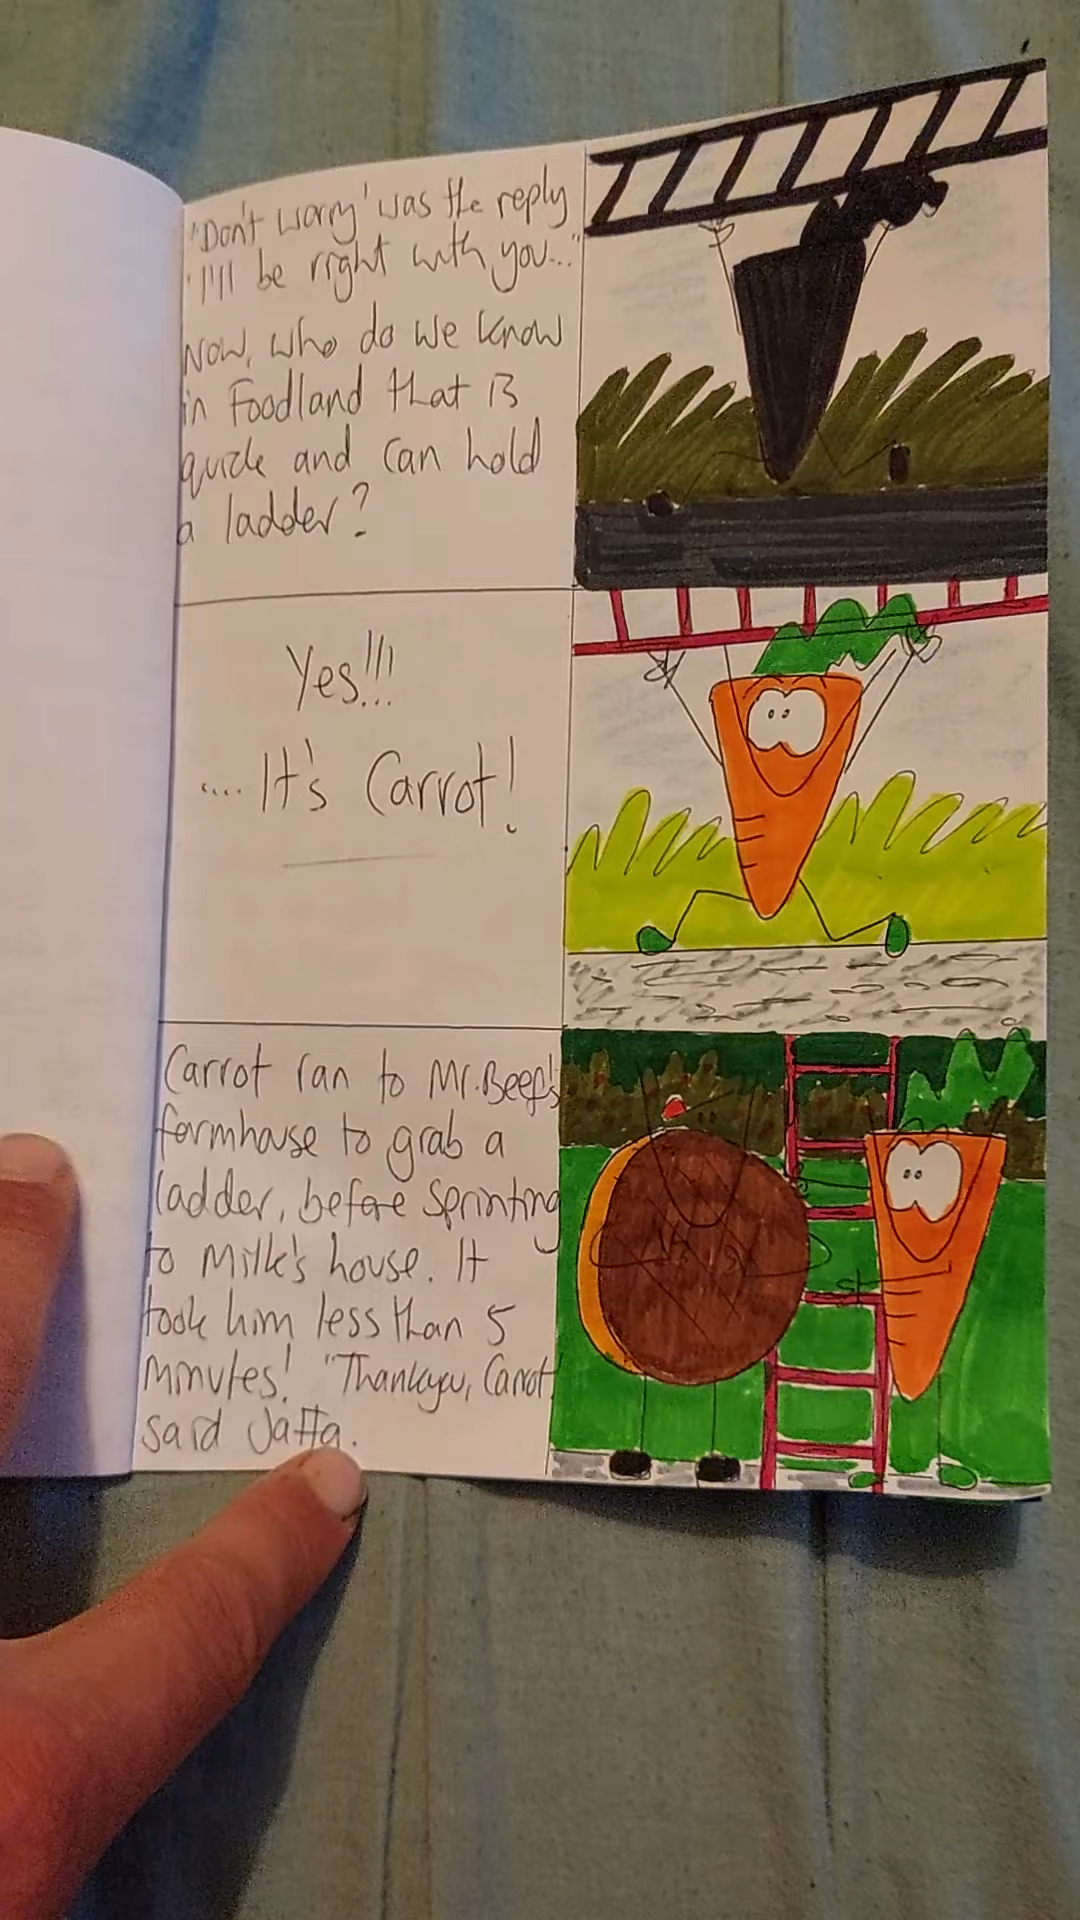 "Don't worry' was the reply
'I'll be right with you..."
Now, who do we know
in Foodland that is
quick and can hold
a ladder?
Yes!!!
.... It's Carrot!
Carrot ran to Mr. Beef's
farmhouse to grab a
ladder, before sprinting
to Milk's house. It
took him less than 5
minutes! "Thankyou, Carrot
said Jaffa.